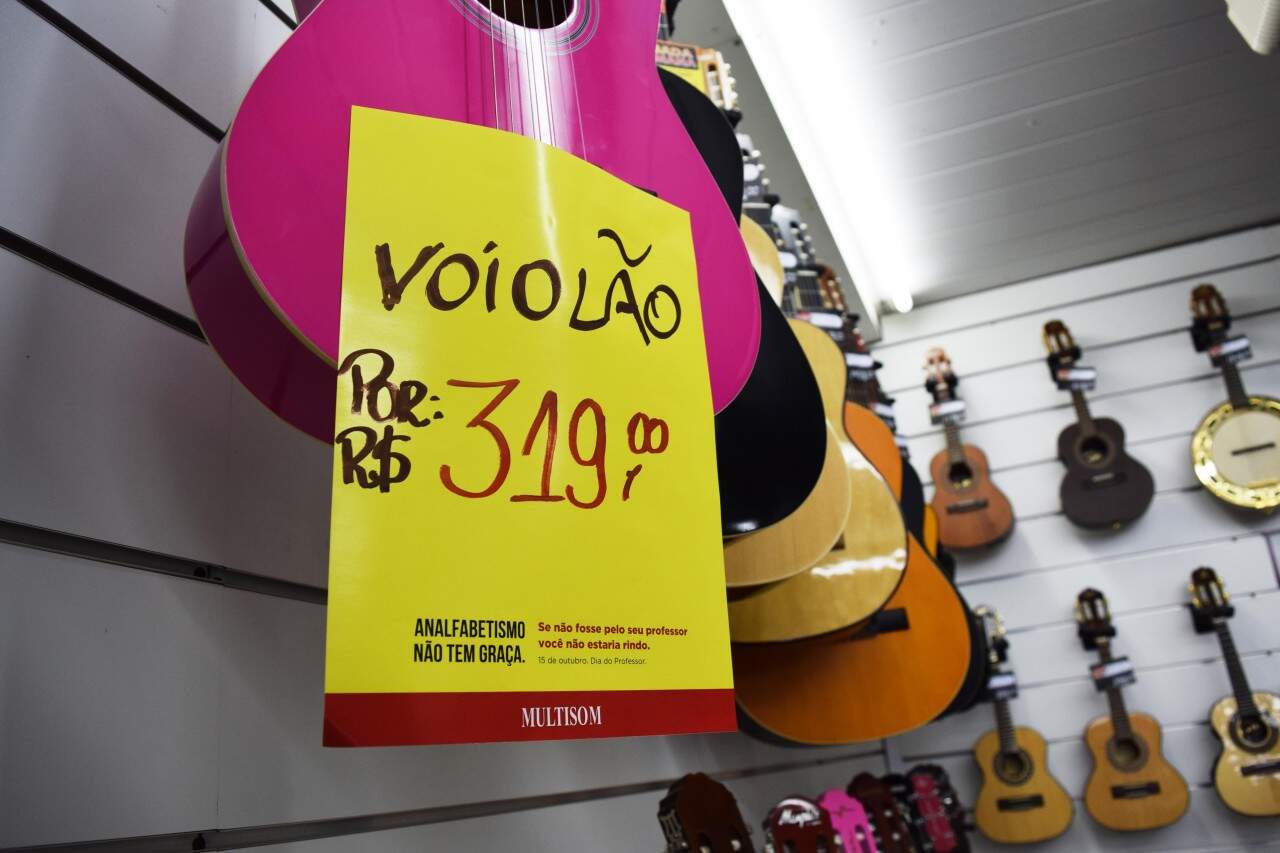 VOiOLÃO
POR:
R$ 319,00
ANALFABETISMO
NÃO TEM GRAÇA.
Se não fosse pelo seu professor
você não estaria rindo.
15 de outubro. Dia do Professor.
MULTISOM